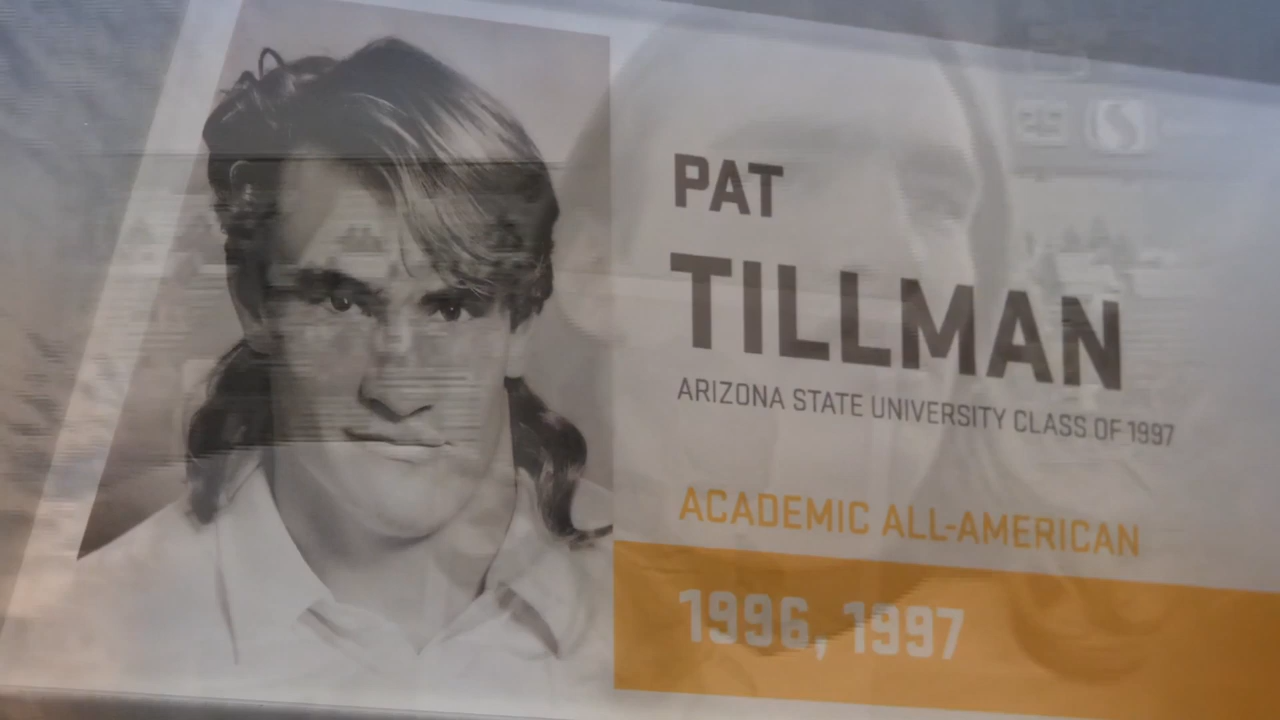 PAT
TILLMAN
ARIZONA STATE UNIVERSITY CLASS OF 1997
ACADEMIC ALL-AMERICAN
1996, 1997